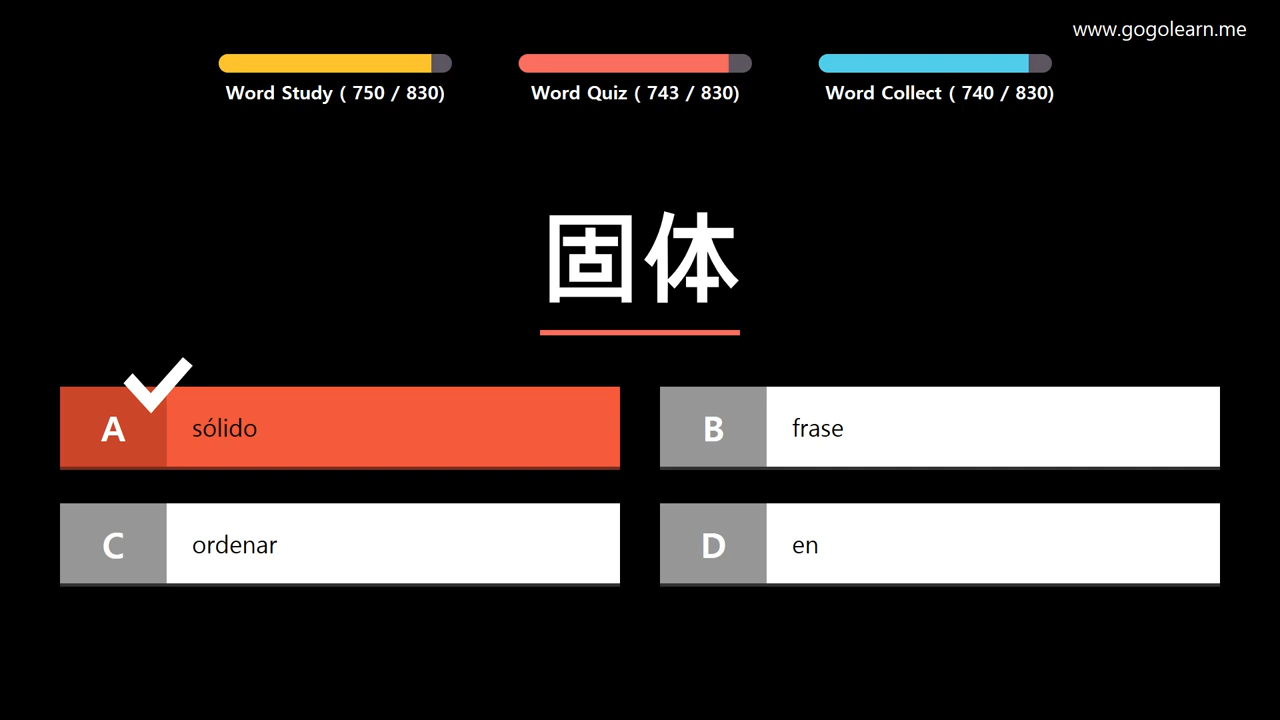 www.gogolearn.me
Word Study ( 750 / 830)
Word Quiz ( 743 / 830)
Word Collect ( 740 / 830)
固体
A
sólido
B
frase
C
ordenar
D
en